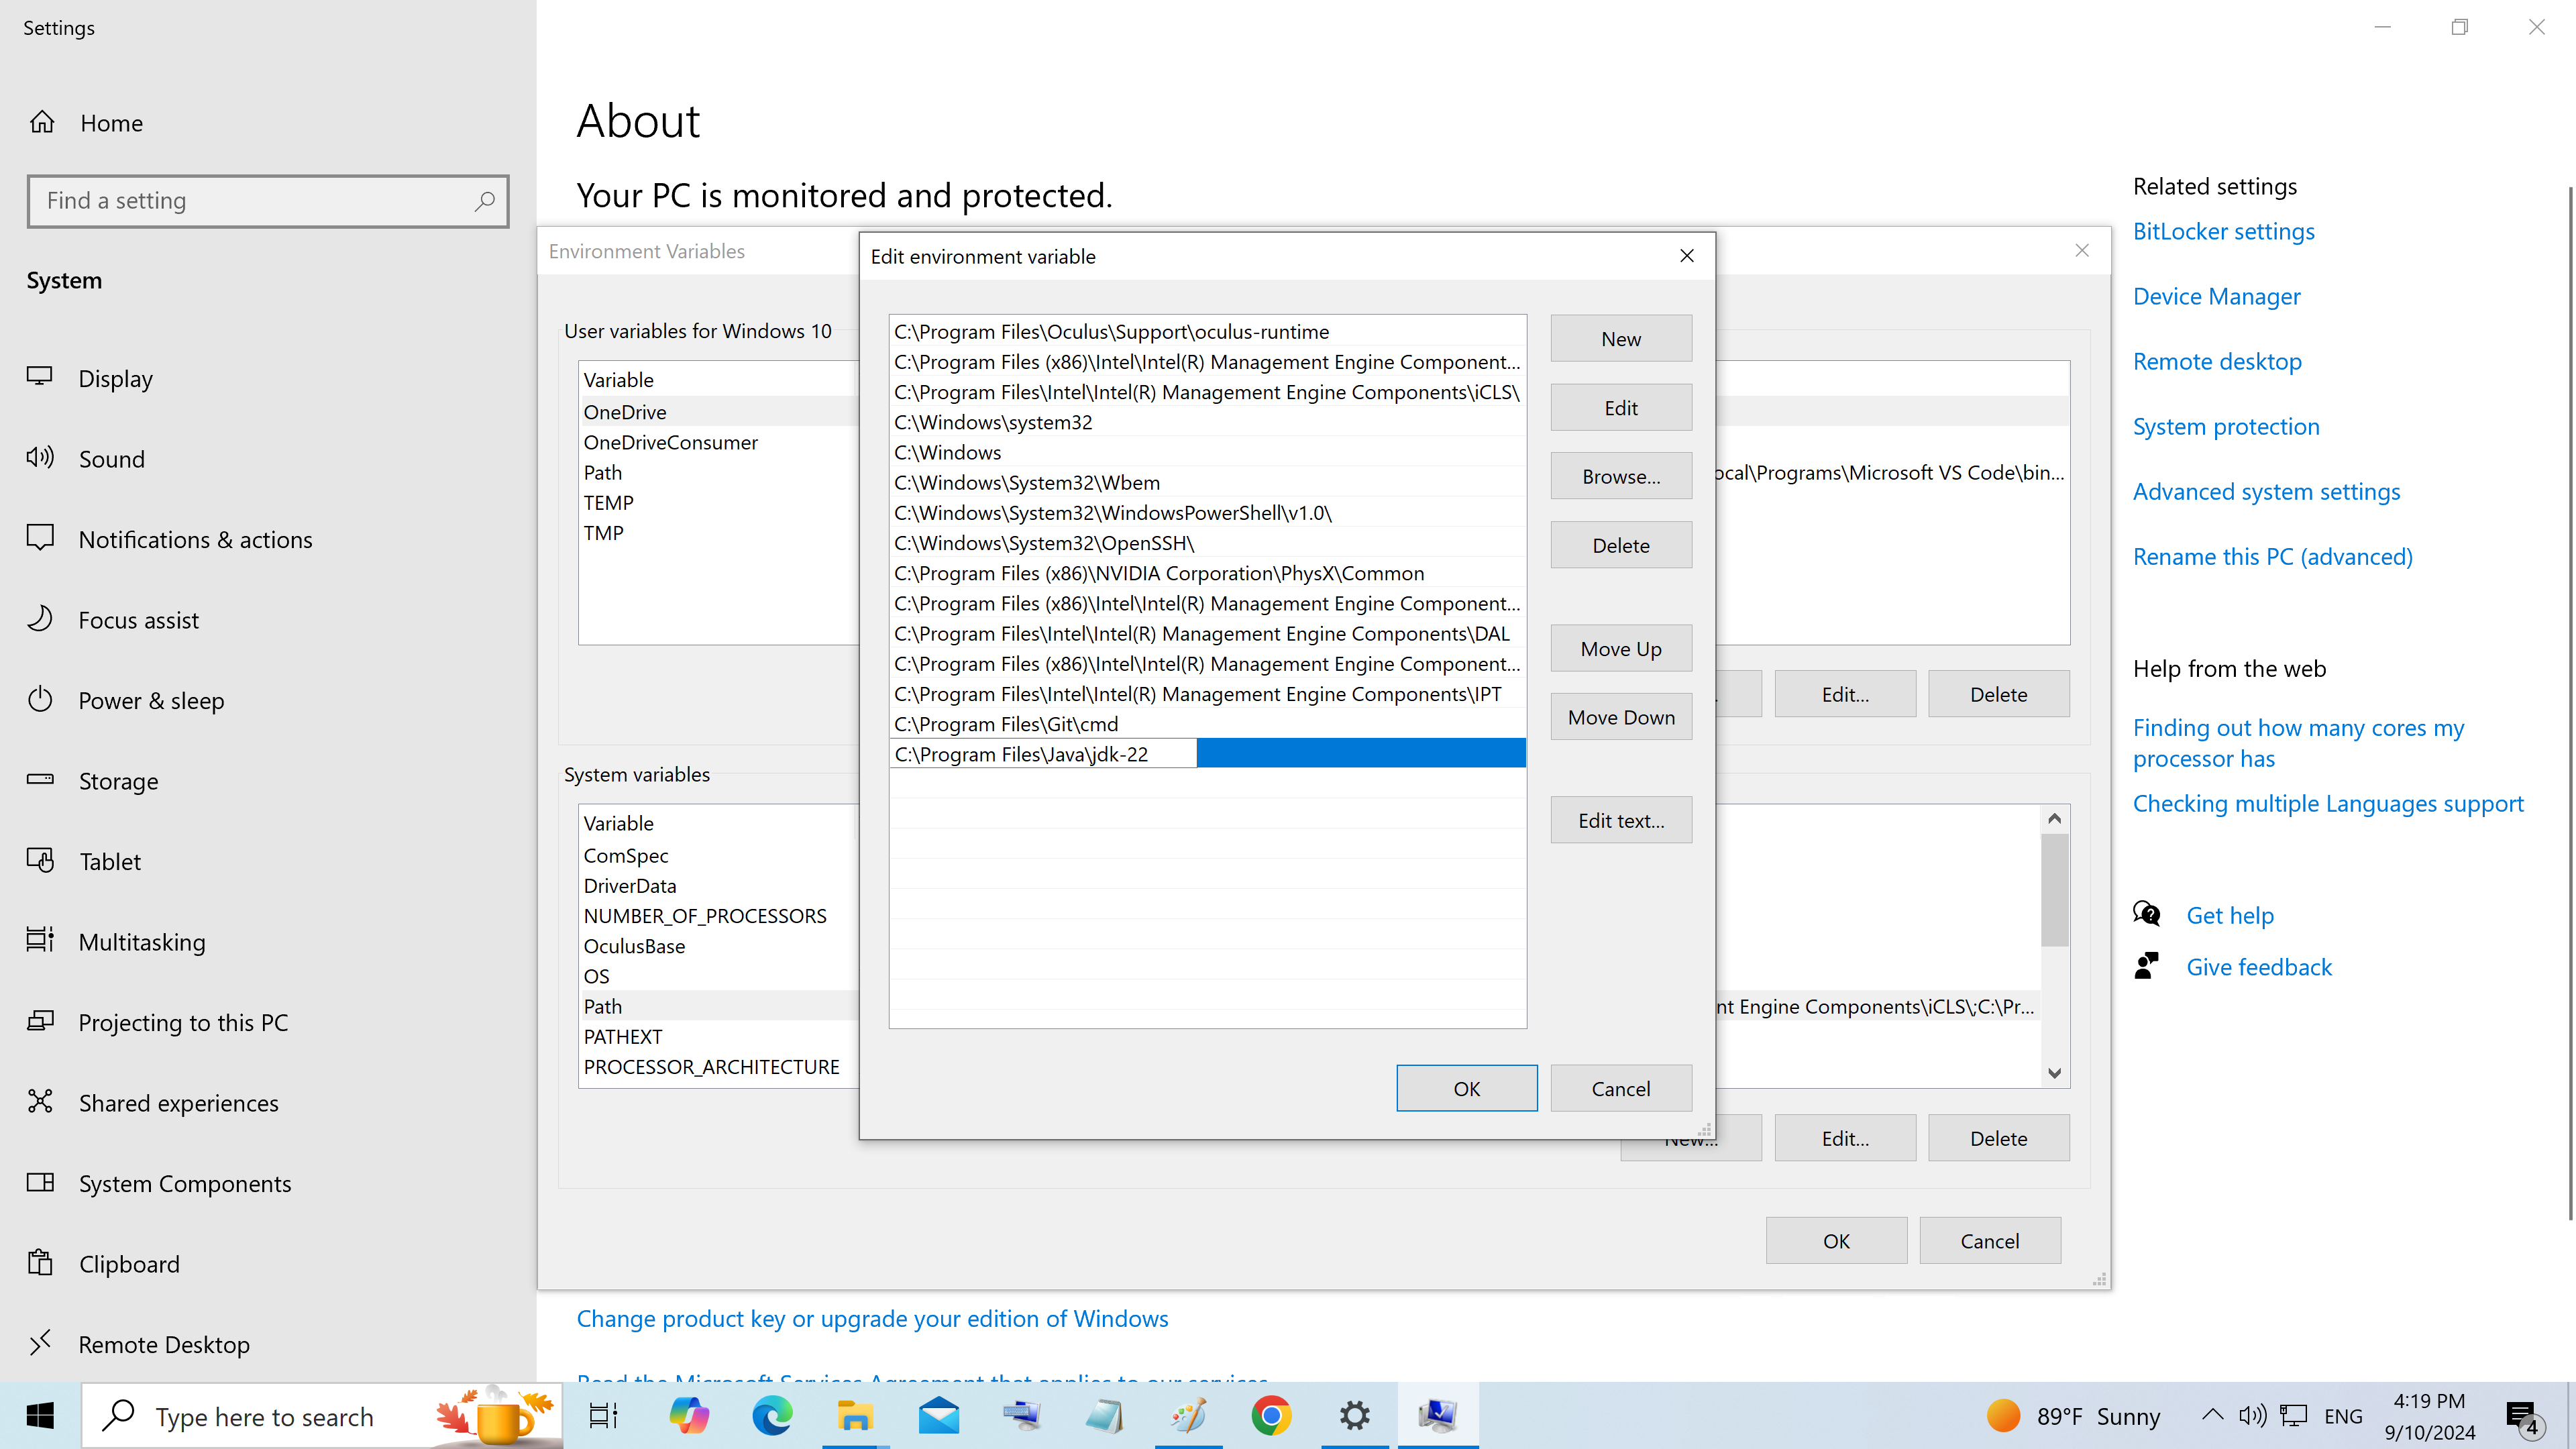 Settings
Home
Find a setting
System
Display
Sound
Notifications & actions
Focus assist
Power & sleep
Storage
Tablet
Multitasking
Projecting to this PC
Shared experiences
System Components
Clipboard
Remote Desktop
About
Your PC is monitored and protected.
Environment Variables
User variables for Windows 10
Variable
OneDrive
OneDriveConsumer
Path
TEMP
TMP
ocal\Programs\Microsoft VS Code\bin...
Edit...
Delete
System variables
Variable
ComSpec
DriverData
NUMBER_OF_PROCESSORS
OculusBase
OS
Path
PATHEXT
PROCESSOR_ARCHITECTURE
nt Engine Components\iCLS\;C:\Pr...
New...
Edit...
Delete
OK
Cancel
Edit environment variable
C:\Program Files\Oculus\Support\oculus-runtime
C:\Program Files (x86)\Intel\Intel(R) Management Engine Component...
C:\Program Files\Intel\Intel(R) Management Engine Components\iCLS\
C:\Windows\system32
C:\Windows
C:\Windows\System32\Wbem
C:\Windows\System32\WindowsPowerShell\v1.0\
C:\Windows\System32\OpenSSH\
C:\Program Files (x86)\NVIDIA Corporation\PhysX\Common
C:\Program Files (x86)\Intel\Intel(R) Management Engine Component...
C:\Program Files\Intel\Intel(R) Management Engine Components\DAL
C:\Program Files (x86)\Intel\Intel(R) Management Engine Component...
C:\Program Files\Intel\Intel(R) Management Engine Components\IPT
C:\Program Files\Git\cmd
C:\Program Files\Java\jdk-22
New
Edit
Browse...
Delete
Move Up
Move Down
Edit text...
OK
Cancel
Change product key or upgrade your edition of Windows
Read the Microsoft Services Agreement that applies to our services
Related settings
BitLocker settings
Device Manager
Remote desktop
System protection
Advanced system settings
Rename this PC (advanced)
Help from the web
Finding out how many cores my
processor has
Checking multiple Languages support
Get help
Give feedback
Type here to search
89°F Sunny
ENG
4:19 PM
9/10/2024
4